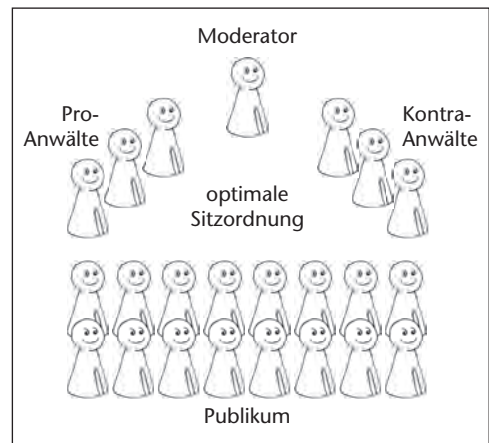 Moderator
Pro-
Anwälte
Kontra-
Anwälte
optimale
Sitzordnung
Publikum